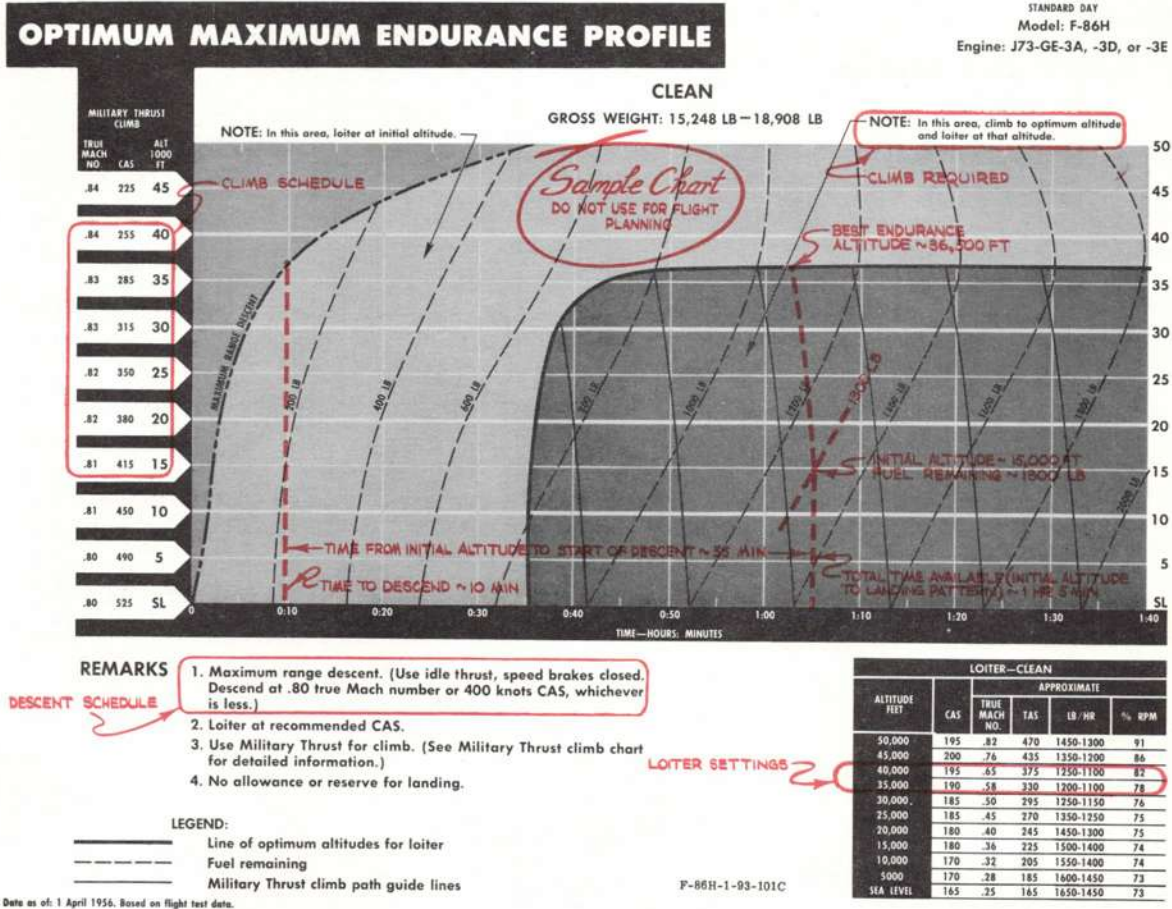 OPTIMUM MAXIMUM ENDURANCE PROFILE
STANDARD DAY
Model: F-86H
Engine: J73-GE-3A, -3D, or -3E
CLEAN
GROSS WEIGHT: 15,248 LB—18,908 LB
MILITARY THRUST
CLIMB
TRUE MACH NO CAS ALT 1000 FT
.84 225 45
.84 255 40
.83 285 35
.83 315 30
.82 350 25
.82 380 20
.81 415 15
.81 450 10
.80 490 5
.80 525 SL
NOTE: In this area, loiter at initial altitude.
NOTE: In this area, climb to optimum altitude
and loiter at that altitude.
CLIMB SCHEDULE
Sample Chart
DO NOT USE FOR FLIGHT
PLANNING
CLIMB REQUIRED
BEST ENDURANCE
ALTITUDE ~ 36,500 FT
MAXIMUM RANGE DESCENT
200 LB
400 LB
600 LB
800 LB
1000 LB
1200 LB
1300 LB
1400 LB
1600 LB
1800 LB
2000 LB
INITIAL ALTITUDE ~ 15,000 FT
FUEL REMAINING ~ 1300 LB
TIME FROM INITIAL ALTITUDE TO START OF DESCENT ~ 55 MIN
TIME TO DESCEND ~ 10 MIN
TOTAL TIME AVAILABLE (INITIAL ALTITUDE
TO LANDING PATTERN) ~ 1 HR 5 MIN
50
45
40
35
30
25
20
15
10
5
SL
0 0:10 0:20 0:30 0:40 0:50 1:00 1:10 1:20 1:30 1:40
TIME—HOURS: MINUTES
REMARKS
1. Maximum range descent. (Use idle thrust, speed brakes closed.
Descend at .80 true Mach number or 400 knots CAS, whichever
is less.)
DESCENT SCHEDULE
2. Loiter at recommended CAS.
3. Use Military Thrust for climb. (See Military Thrust climb chart
for detailed information.)
4. No allowance or reserve for landing.
LOITER SETTINGS
LEGEND:
Line of optimum altitudes for loiter
Fuel remaining
Military Thrust climb path guide lines
LOITER—CLEAN
APPROXIMATE
ALTITUDE FEET CAS TRUE MACH NO. TAS LB/HR % RPM
50,000 195 .82 470 1450-1300 91
45,000 200 .76 435 1350-1200 86
40,000 195 .65 375 1250-1100 82
35,000 190 .58 330 1200-1100 78
30,000. 185 .50 295 1250-1150 76
25,000 185 .45 270 1350-1250 75
20,000 180 .40 245 1450-1300 75
15,000 180 .36 225 1500-1400 74
10,000 170 .32 205 1550-1400 74
5000 170 .28 185 1600-1450 73
SEA LEVEL 165 .25 165 1650-1450 73
F-86H-1-93-101C
Data as of: 1 April 1956. Based on flight test data.